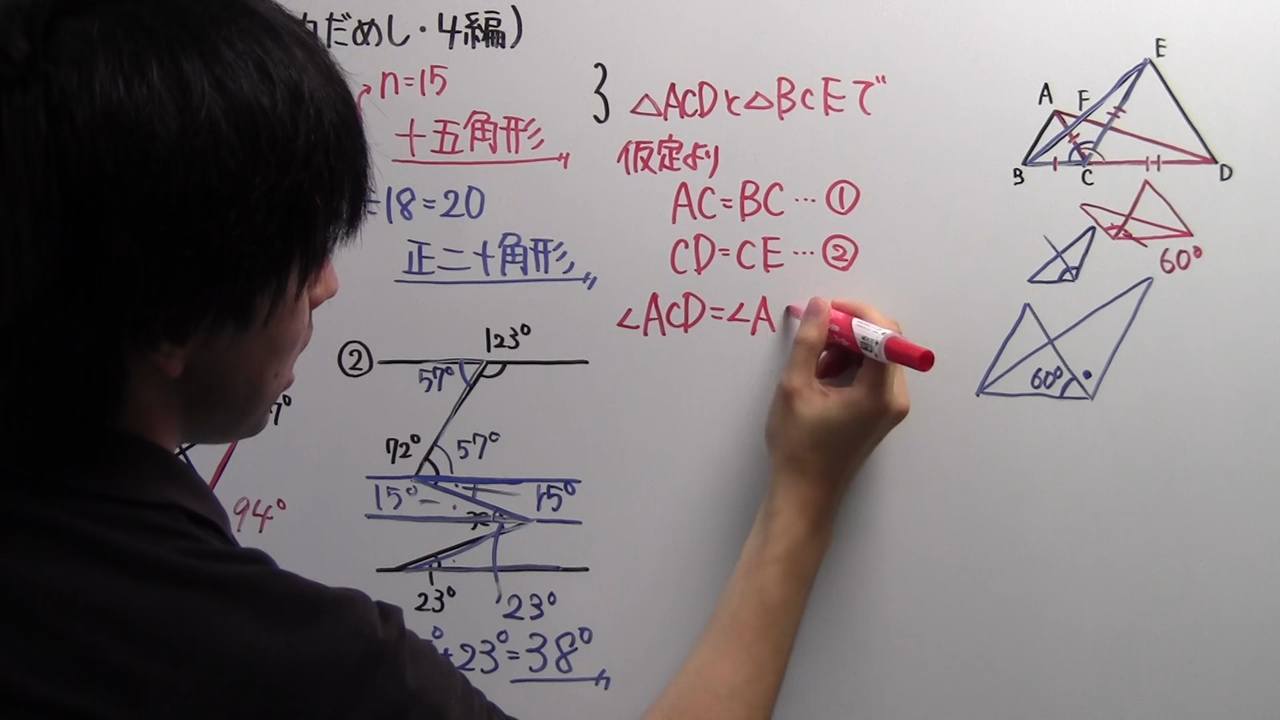 だめし・4編)
n=15
十五角形
=18=20
正二十角形
②
123°
57°
72°
57°
15°
15°
x
23°
23°
+23°=38°
94°
3
△ACDと△BCEで
仮定より
AC=BC…①
CD=CE…②
∠ACD=∠A
E
A
F
B
C
D
60°
60°